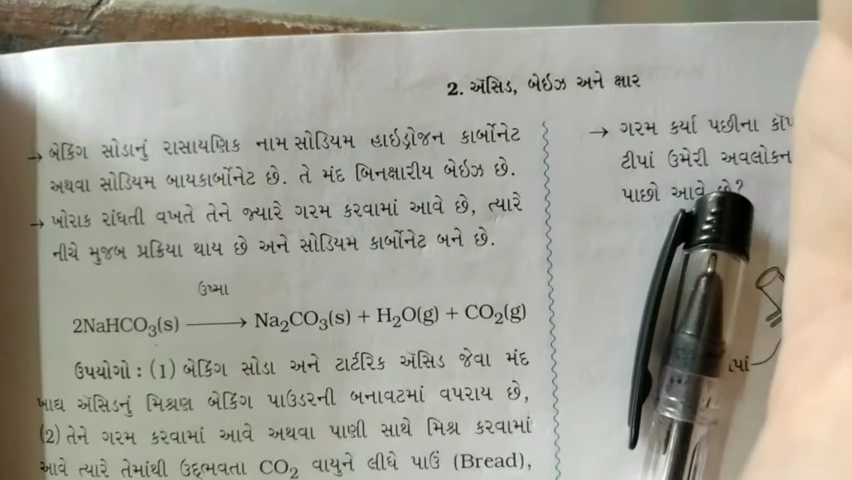 2. ઍસિડ, બેઇઝ અને ક્ષાર
→ બેકિંગ સોડાનું રાસાયણિક નામ સોડિયમ હાઇડ્રોજન કાર્બોનેટ
અથવા સોડિયમ બાયકાર્બોનેટ છે. તે મંદ બિનક્ષારીય બેઇઝ છે.
→ ખોરાક રાંધતી વખતે તેને જ્યારે ગરમ કરવામાં આવે છે, ત્યારે
નીચે મુજબ પ્રક્રિયા થાય છે અને સોડિયમ કાર્બોનેટ બને છે.
ઉષ્મા
2NaHCO₃(s) ⟶ Na₂CO₃(s) + H₂O(g) + CO₂(g)
ઉપયોગો : (1) બેકિંગ સોડા અને ટાર્ટરિક ઍસિડ જેવા મંદ
ખાદ્ય ઍસિડનું મિશ્રણ બેકિંગ પાઉડરની બનાવટમાં વપરાય છે,
(2) તેને ગરમ કરવામાં આવે અથવા પાણી સાથે મિશ્ર કરવામાં
આવે ત્યારે તેમાંથી ઉદ્ભવતા CO₂ વાયુને લીધે પાઉં (Bread),
→ ગરમ કર્યા પછીના
ટીપાં ઉમેરી અવલોકન
પાછો આવે છે?